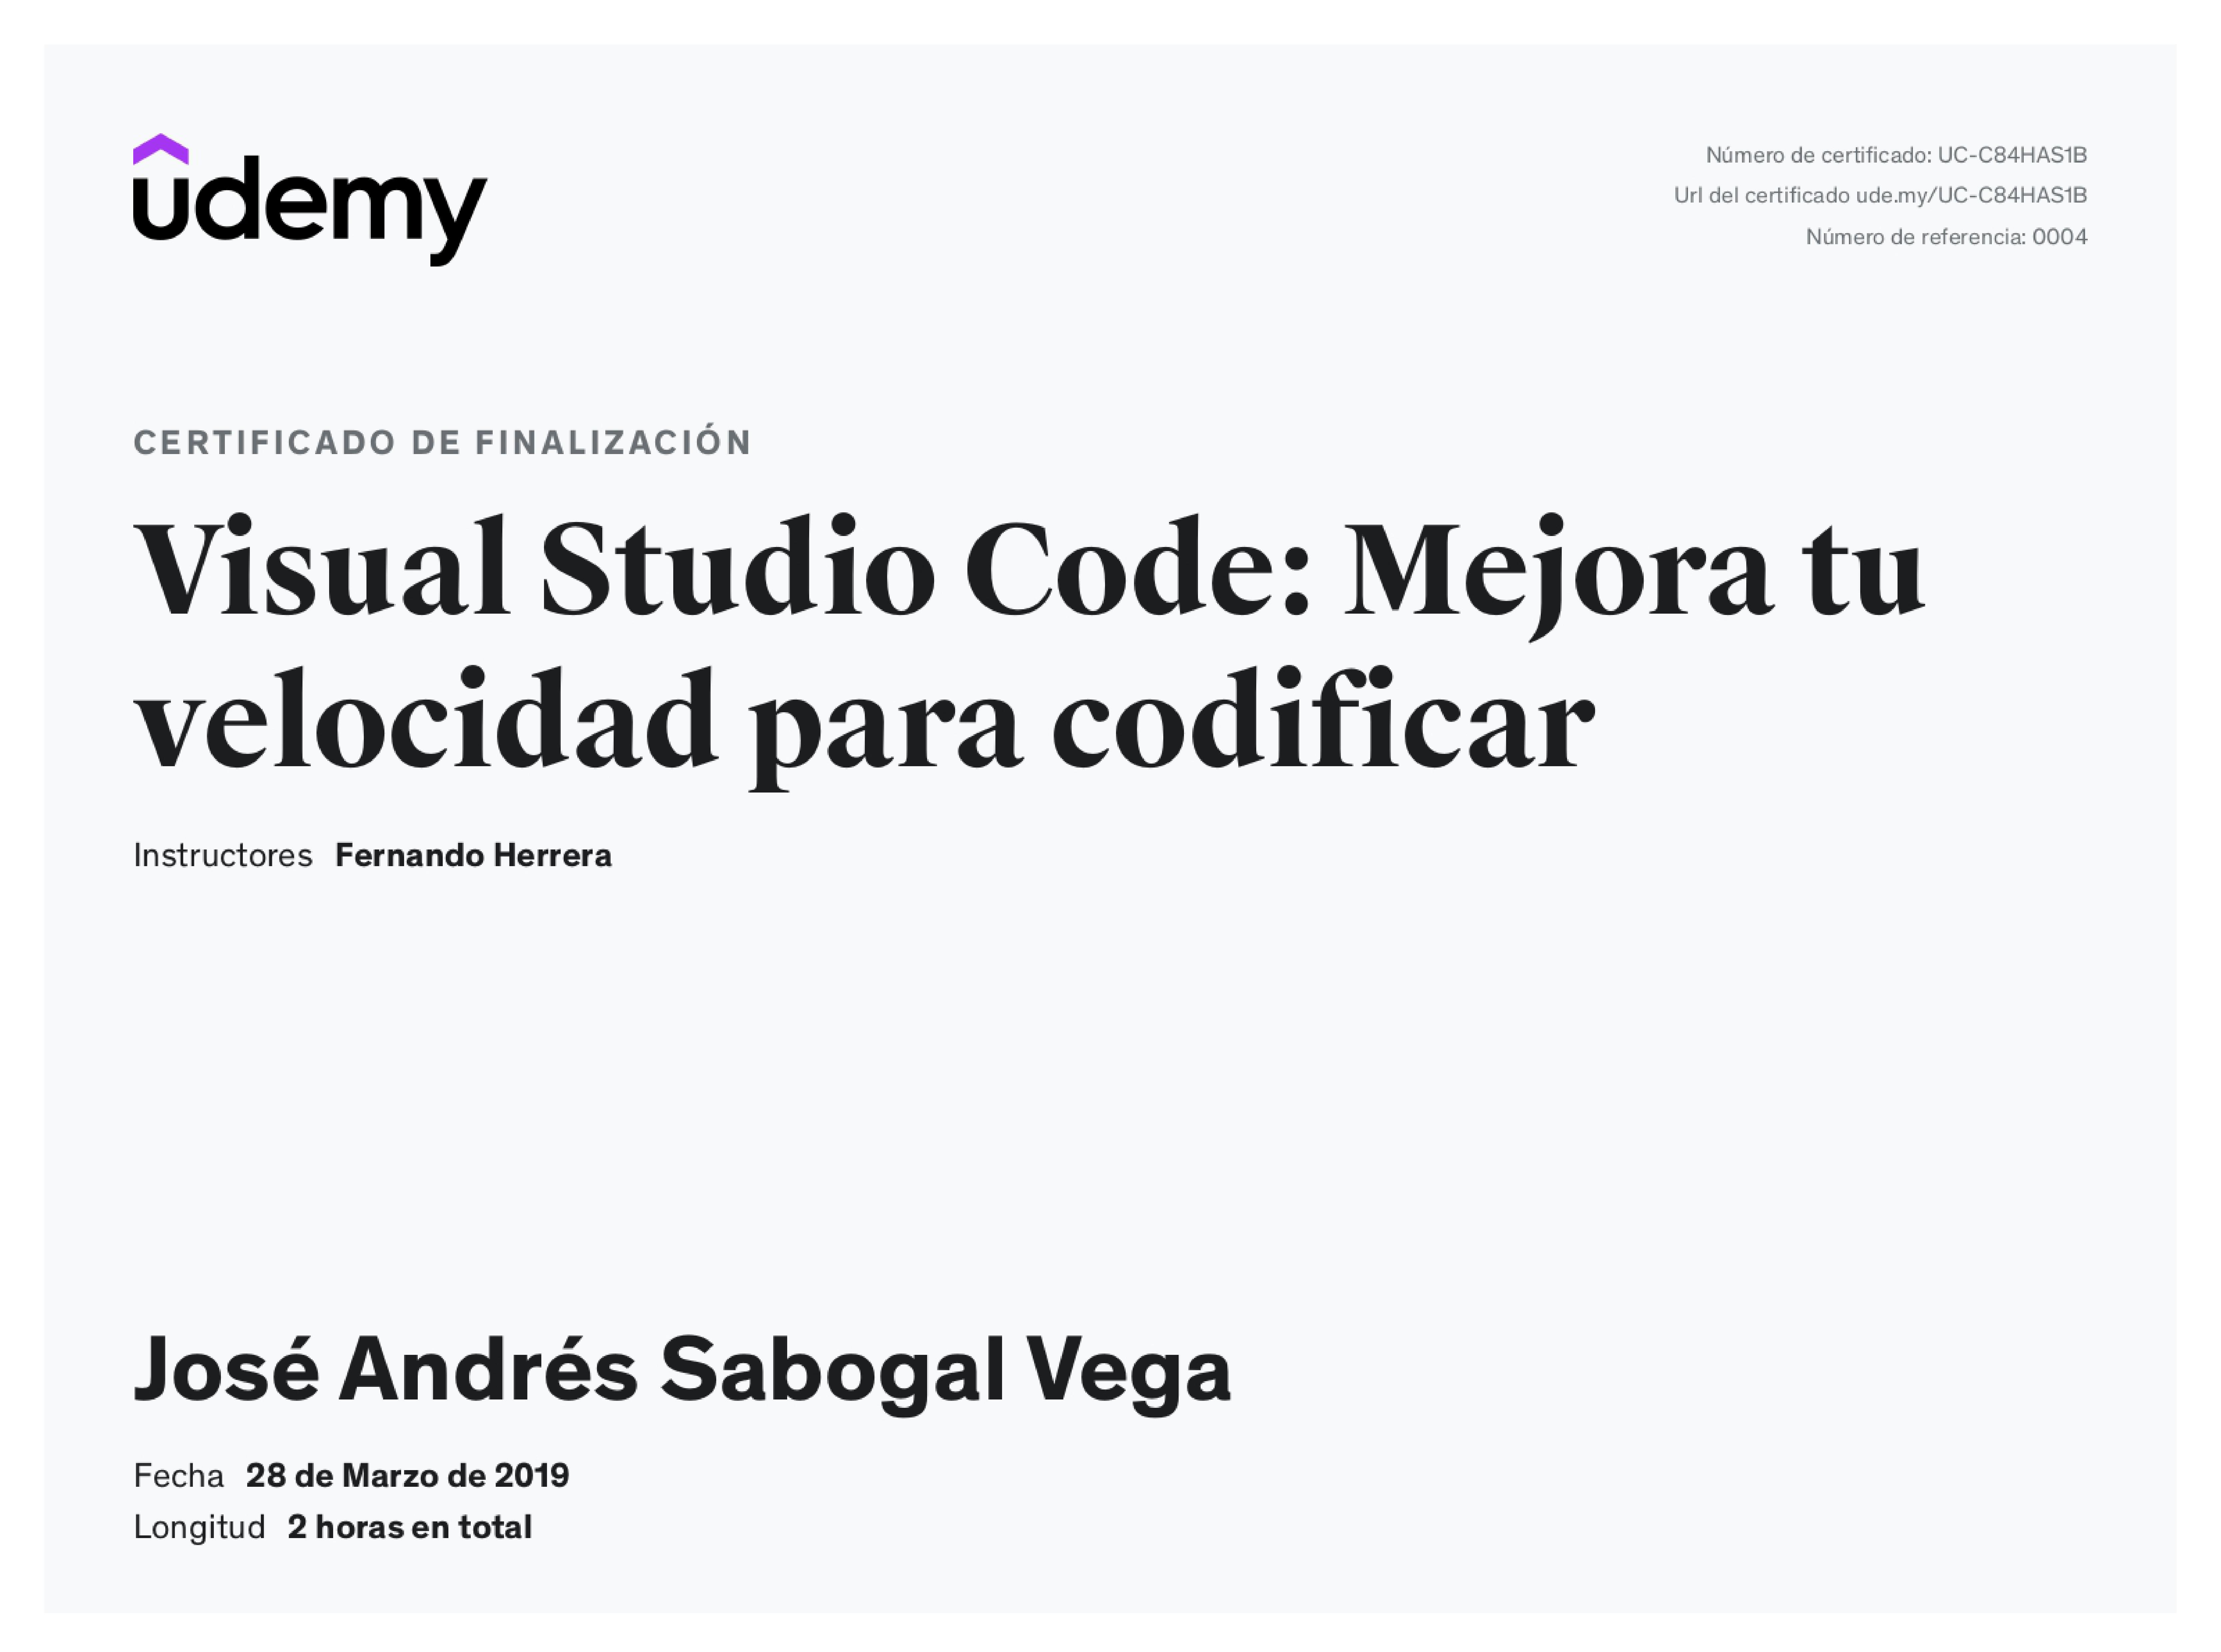 udemy
Número de certificado: UC-C84HAS1B
Url del certificado ude.my/UC-C84HAS1B
Número de referencia: 0004
CERTIFICADO DE FINALIZACIÓN
Visual Studio Code: Mejora tu
velocidad para codificar
Instructores Fernando Herrera
José Andrés Sabogal Vega
Fecha 28 de Marzo de 2019
Longitud 2 horas en total